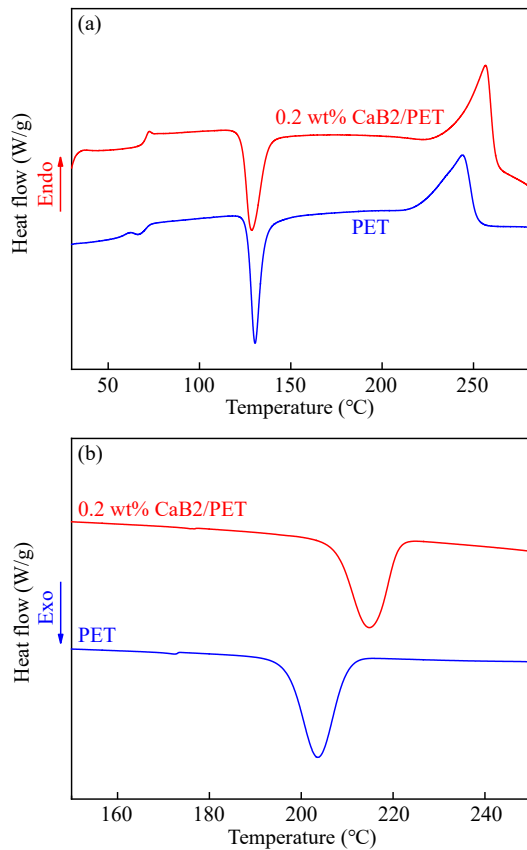 (a)
0.2 wt% CaB2/PET
PET
Heat flow (W/g)
Endo
50 100 150 200 250
Temperature (℃)
(b)
0.2 wt% CaB2/PET
PET
Heat flow (W/g)
Exo
160 180 200 220 240
Temperature (℃)